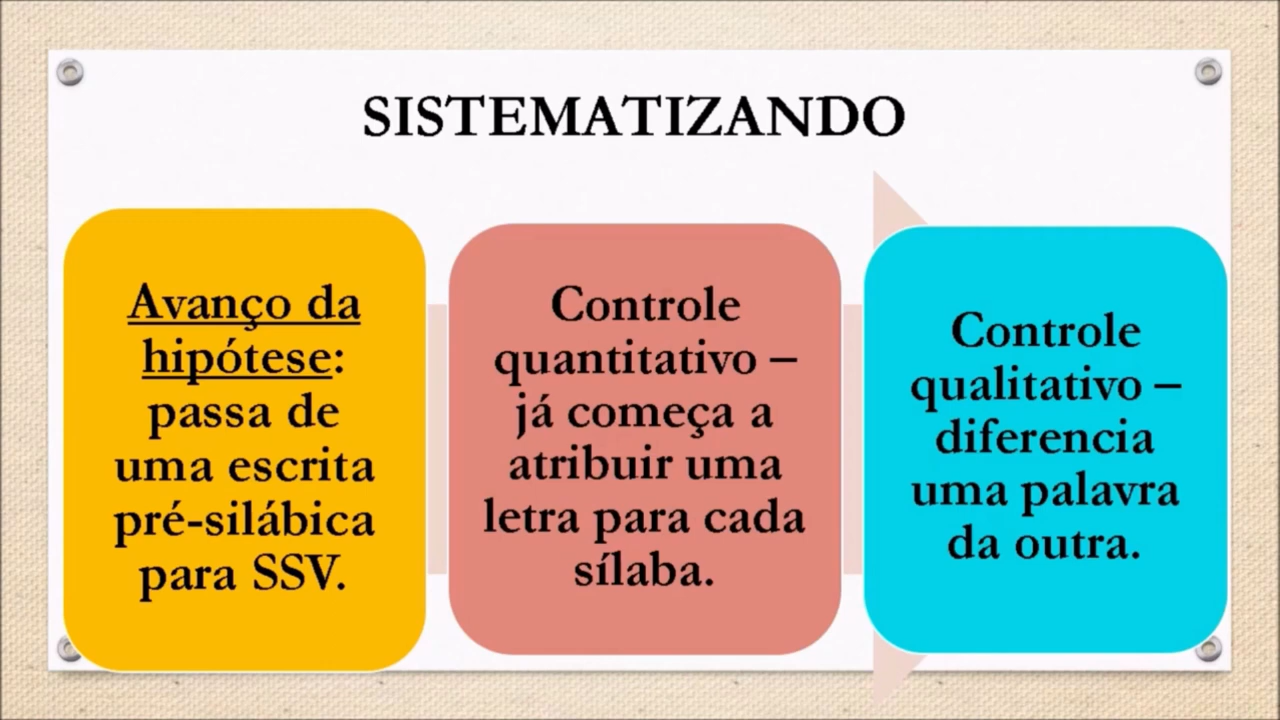 SISTEMATIZANDO
Avanço da
hipótese:
passa de
uma escrita
pré-silábica
para SSV.
Controle
quantitativo –
já começa a
atribuir uma
letra para cada
sílaba.
Controle
qualitativo –
diferencia
uma palavra
da outra.